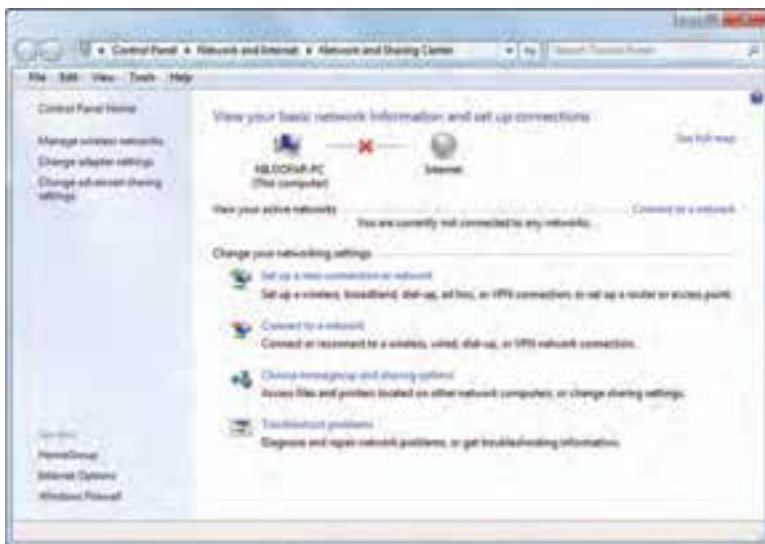 Control Panel ▸ Network and Internet ▸ Network and Sharing Center
File Edit View Tools Help
Control Panel Home
Manage wireless networks
Change adapter settings
Change advanced sharing
settings
View your basic network information and set up connections
See full map
NILOOFAR-PC
(This computer)
Internet
View your active networks
Connect to a network
You are currently not connected to any networks.
Change your networking settings
Set up a new connection or network
Set up a wireless, broadband, dial-up, ad hoc, or VPN connection; or set up a router or access point.
Connect to a network
Connect or reconnect to a wireless, wired, dial-up, or VPN network connection.
Choose homegroup and sharing options
Access files and printers located on other network computers, or change sharing settings.
Troubleshoot problems
Diagnose and repair network problems, or get troubleshooting information.
See also
HomeGroup
Internet Options
Windows Firewall